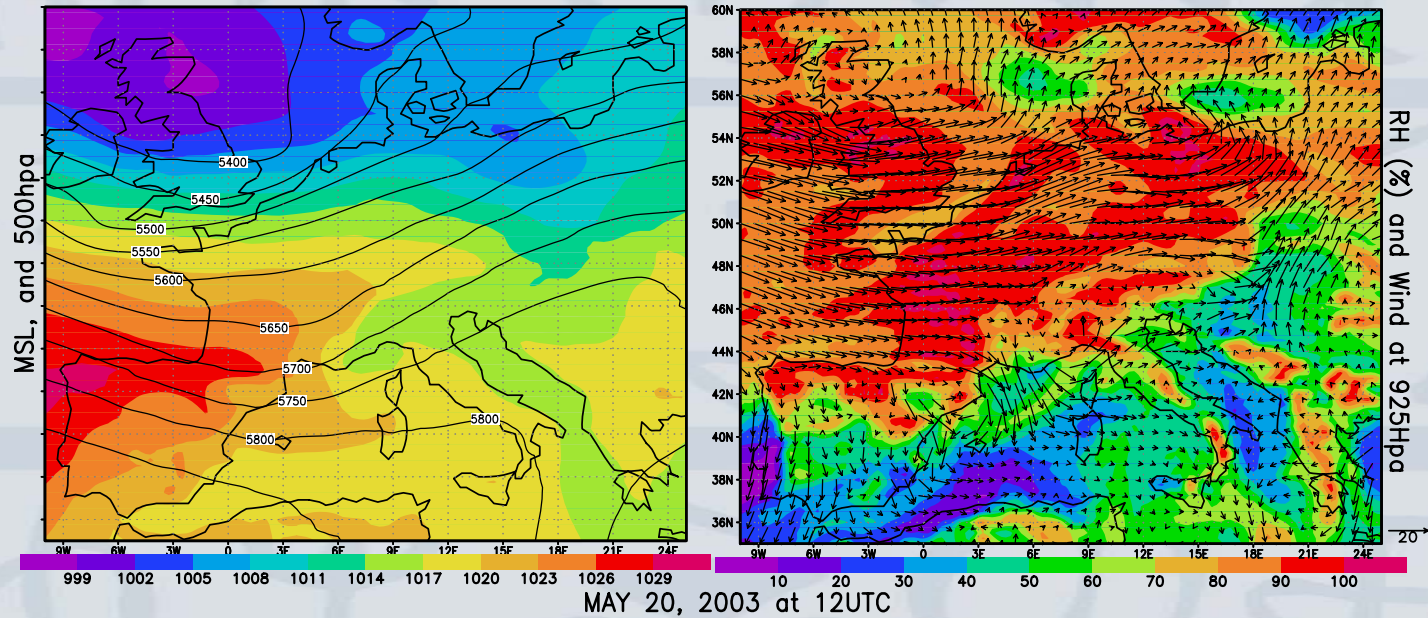 MSL, and 500hpa
5400
5450
5500
5550
5600
5650
5700
5750
5800
5800
9W 6W 3W 0 3E 6E 9E 12E 15E 18E 21E 24E
999 1002 1005 1008 1011 1014 1017 1020 1023 1026 1029
60N
58N
56N
54N
52N
50N
48N
46N
44N
42N
40N
38N
36N
9W 6W 3W 0 3E 6E 9E 12E 15E 18E 21E 24E
RH (%) and Wind at 925Hpa
20
10 20 30 40 50 60 70 80 90 100
MAY 20, 2003 at 12UTC